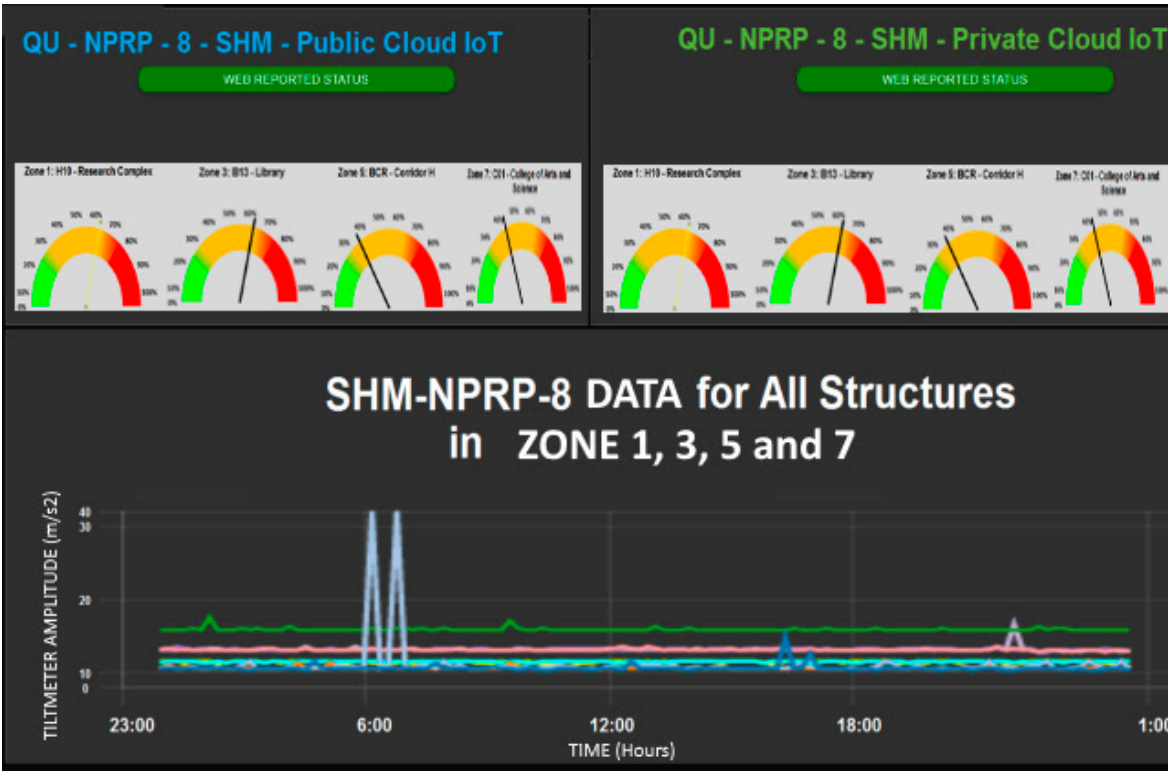 QU - NPRP - 8 - SHM - Public Cloud IoT
WEB REPORTED STATUS
Zone 1: H10 - Research Complex
Zone 3: B13 - Library
Zone 5: BCR - Corridor H
Zone 7: C01 - College of Arts and
Science
QU - NPRP - 8 - SHM - Private Cloud IoT
WEB REPORTED STATUS
Zone 1: H10 - Research Complex
Zone 3: B13 - Library
Zone 5: BCR - Corridor H
Zone 7: C01 - College of Arts and
Science
SHM-NPRP-8 DATA for All Structures
in ZONE 1, 3, 5 and 7
TILTMETER AMPLITUDE (m/s2)
40
30
20
10
0
23:00 6:00 12:00 18:00 1:00
TIME (Hours)